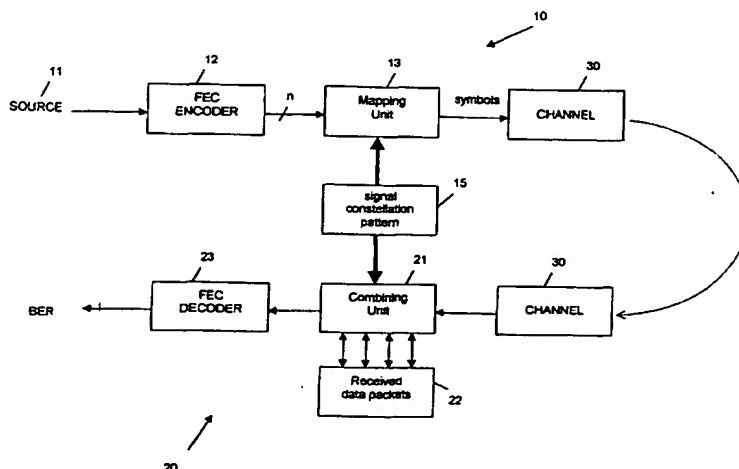 10
11
SOURCE
12
FEC
ENCODER
n
13
Mapping
Unit
symbols
30
CHANNEL
15
signal
constellation
pattern
23
FEC
DECODER
BER
21
Combining
Unit
30
CHANNEL
Received
data packets
22
20